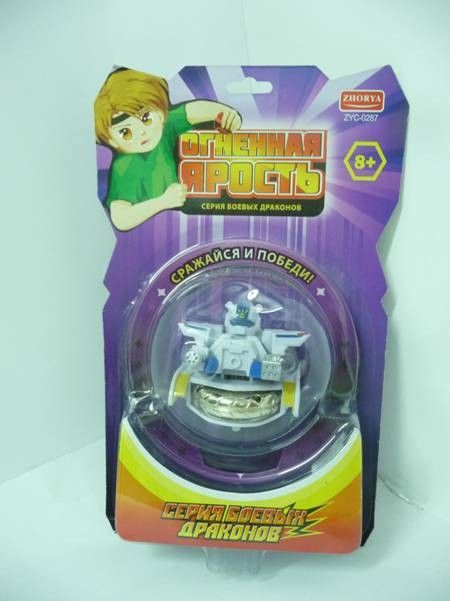 ZHORYA
ZYC-0287
ОГНЕННАЯ
ЯРОСТЬ
СЕРИЯ БОЕВЫХ ДРАКОНОВ
8+
СРАЖАЙСЯ И ПОБЕДИ!
СЕРИЯ БОЕВЫХ
ДРАКОНОВ